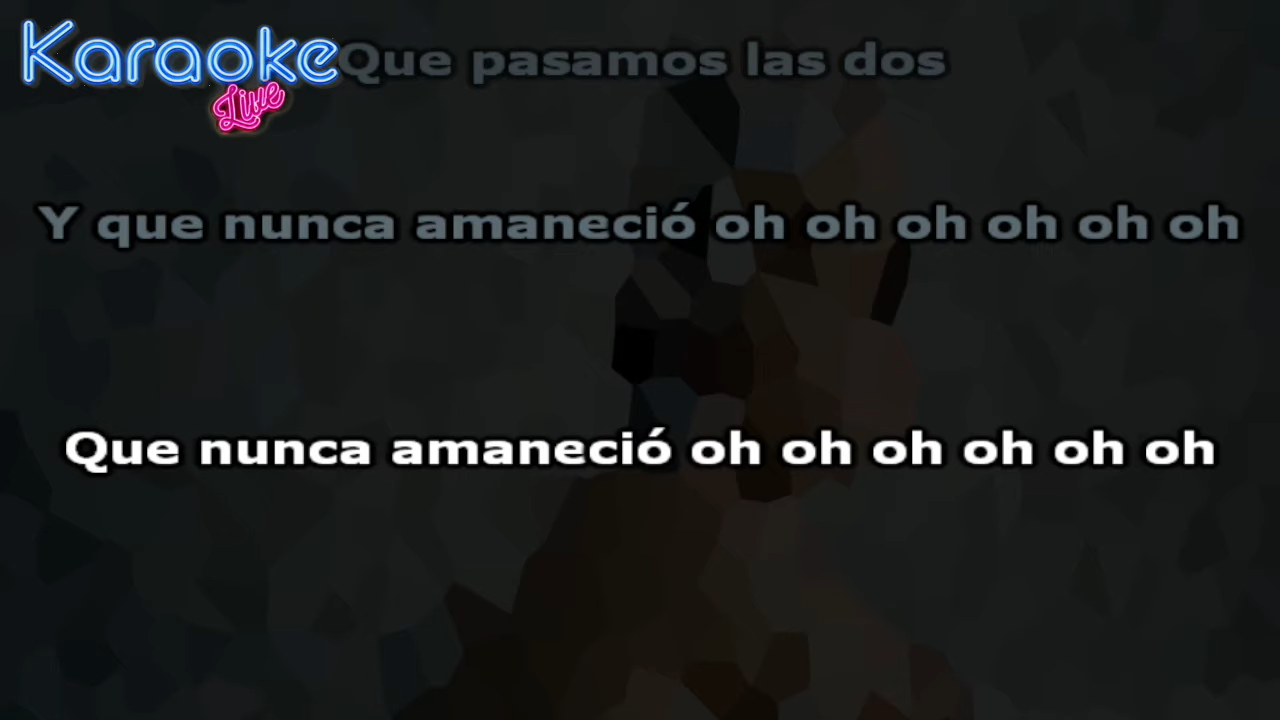 Karaoke
Live
Que pasamos las dos
Y que nunca amaneció oh oh oh oh oh oh
Que nunca amaneció oh oh oh oh oh oh